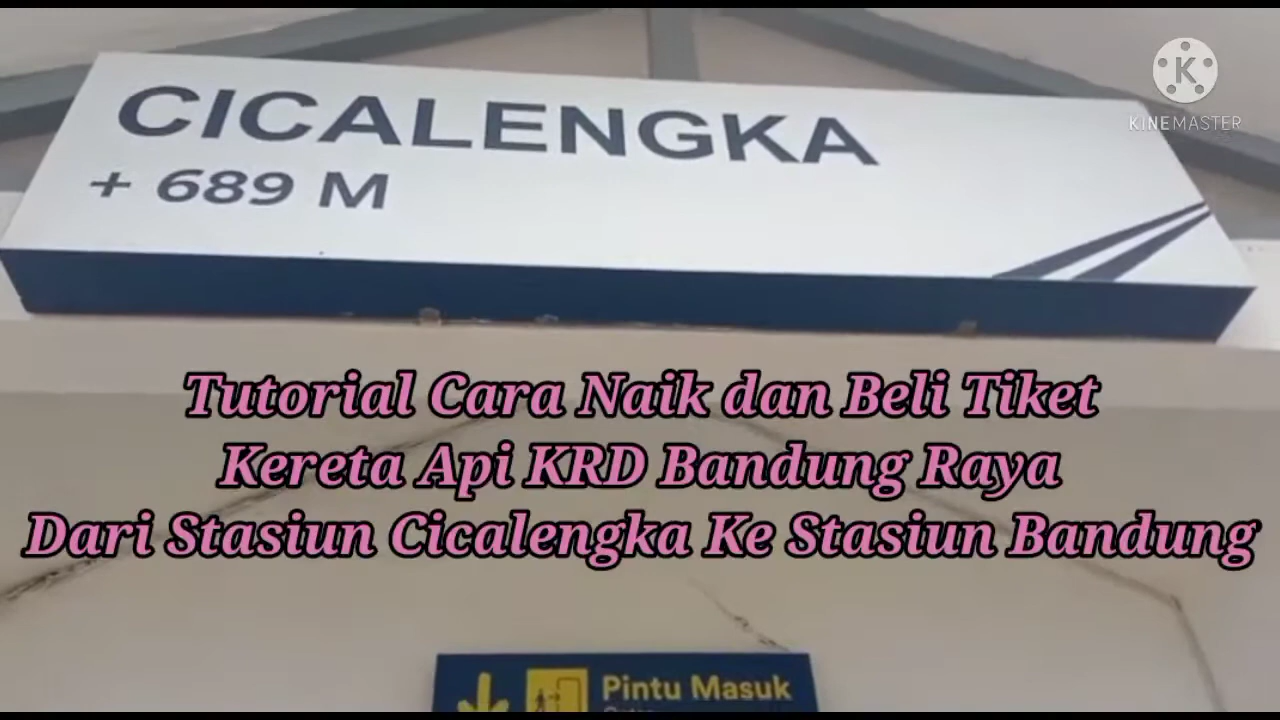 CICALENGKA
+ 689 M
KINEMASTER
Tutorial Cara Naik dan Beli Tiket
Kereta Api KRD Bandung Raya
Dari Stasiun Cicalengka Ke Stasiun Bandung
Pintu Masuk